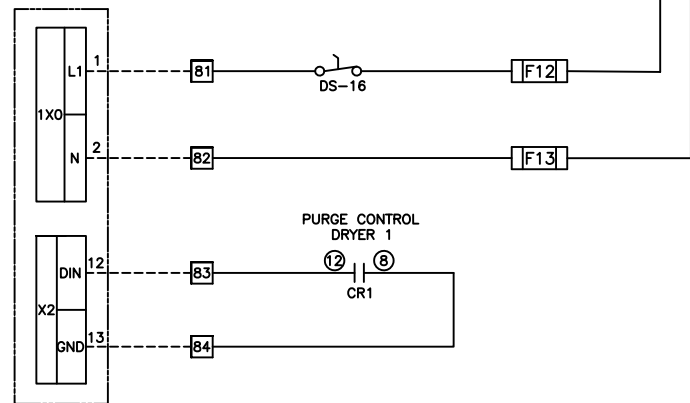 1
L1
81
DS-16
F12
1X0
2
N
82
F13
PURGE CONTROL
DRYER 1
12
8
12
DIN
83
CR1
X2
13
GND
84